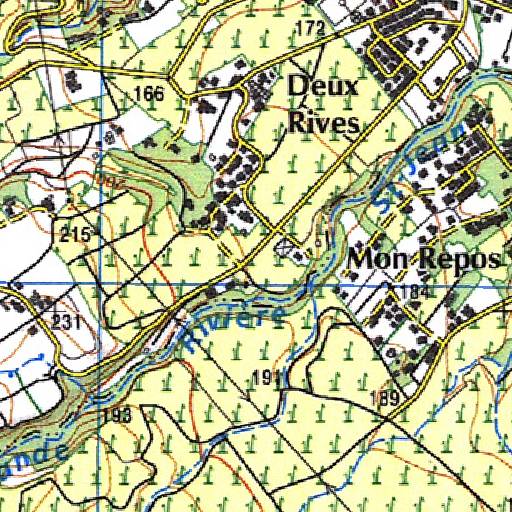 172
166
Deux
Rives
St Jean
215
Mon Repos
184
231
Rivière
191
189
193
ande